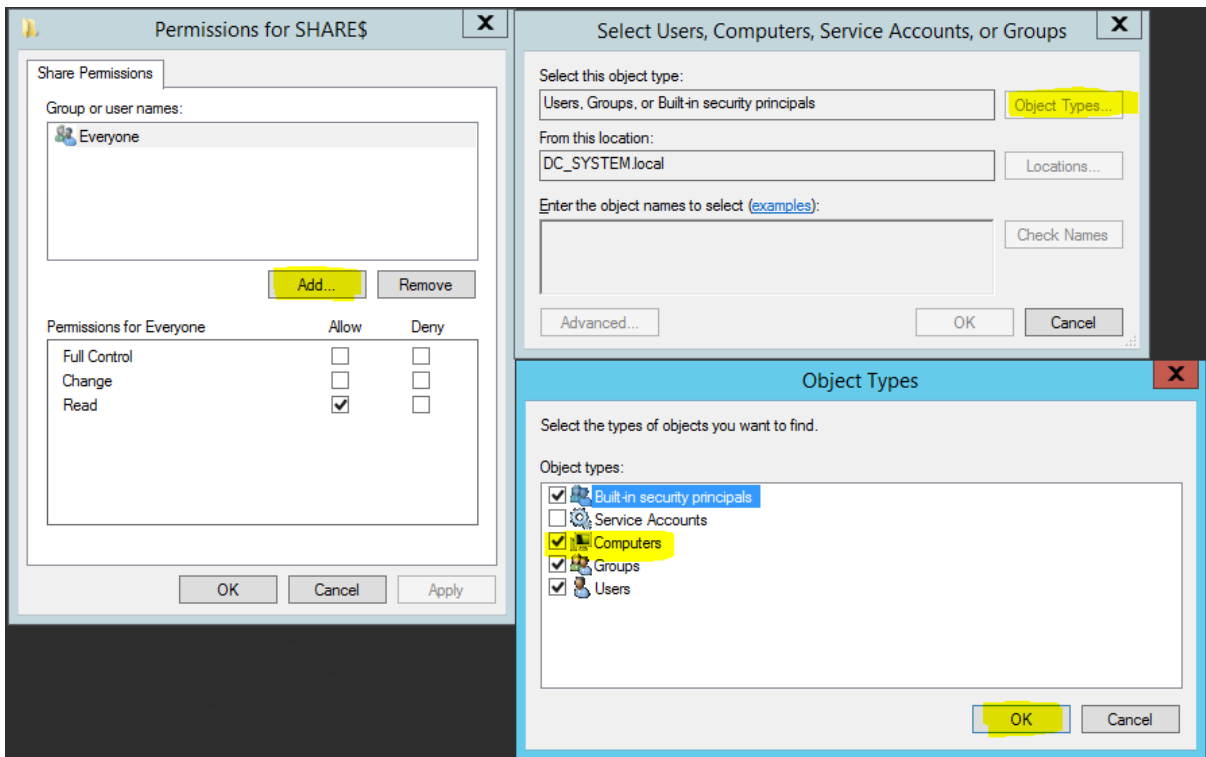 Permissions for SHARE$
X
Share Permissions
Group or user names:
Everyone
Add...
Remove
Permissions for Everyone Allow Deny
Full Control
Change
Read
OK
Cancel
Apply
Select Users, Computers, Service Accounts, or Groups
X
Select this object type:
Users, Groups, or Built-in security principals
Object Types...
From this location:
DC_SYSTEM.local
Locations...
Enter the object names to select (examples):
Check Names
Advanced...
OK
Cancel
Object Types
X
Select the types of objects you want to find.
Object types:
Built-in security principals
Service Accounts
Computers
Groups
Users
OK
Cancel